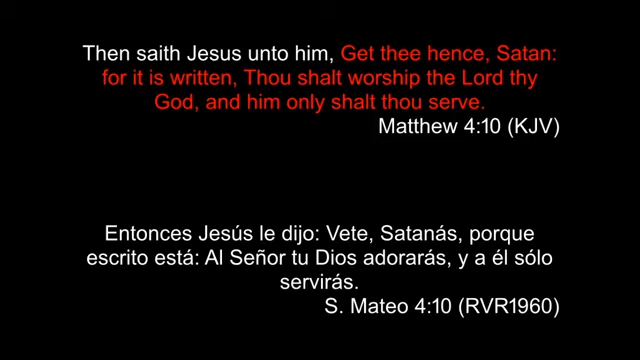 Then saith Jesus unto him, Get thee hence, Satan:
for it is written, Thou shalt worship the Lord thy
God, and him only shalt thou serve.
Matthew 4:10 (KJV)
Entonces Jesús le dijo: Vete, Satanás, porque
escrito está: Al Señor tu Dios adorarás, y a él sólo
servirás.
S. Mateo 4:10 (RVR1960)